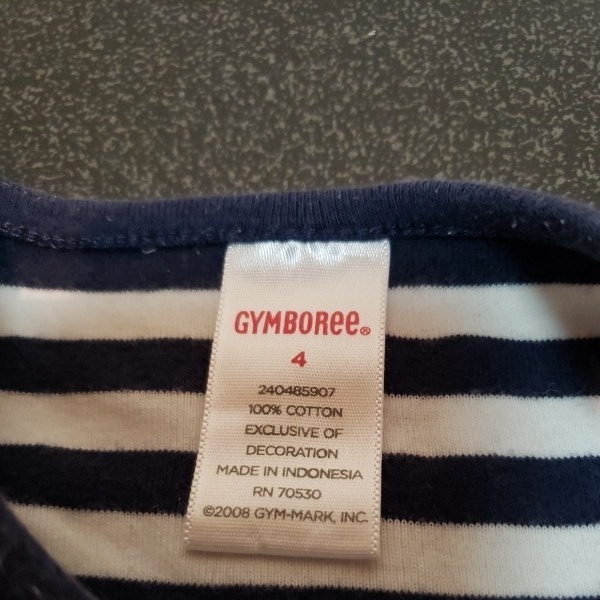 GYMBOREE®
4
240485907
100% COTTON
EXCLUSIVE OF
DECORATION
MADE IN INDONESIA
RN 70530
©2008 GYM-MARK, INC.